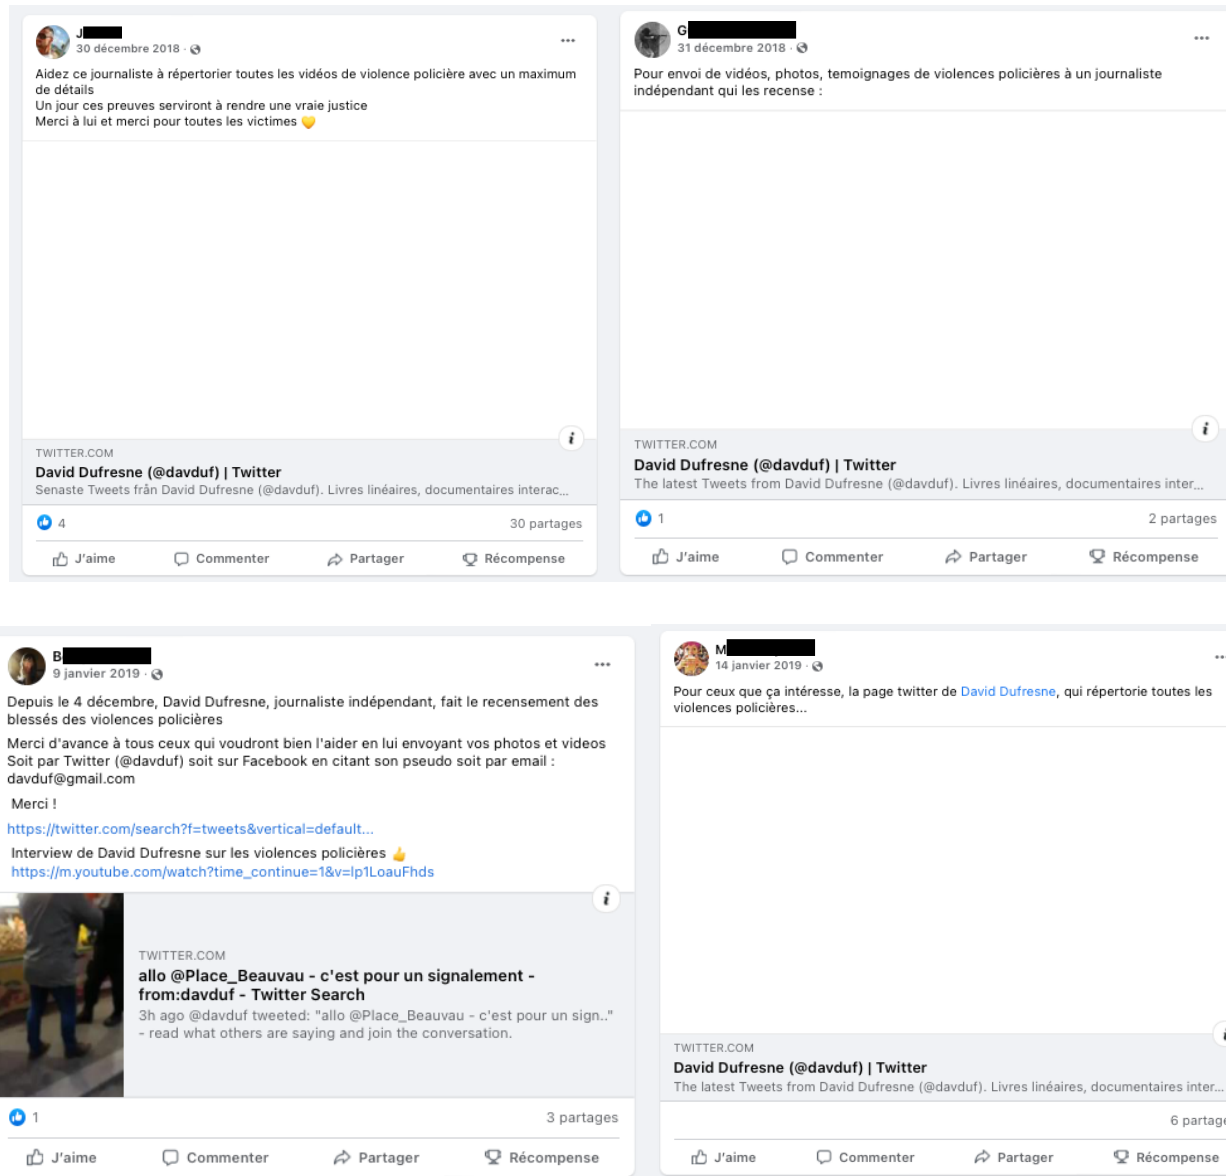 J
30 décembre 2018
Aidez ce journaliste à répertorier toutes les vidéos de violence policière avec un maximum
de détails
Un jour ces preuves serviront à rendre une vraie justice
Merci à lui et merci pour toutes les victimes 💛
TWITTER.COM
David Dufresne (@davduf) | Twitter
Senaste Tweets från David Dufresne (@davduf). Livres linéaires, documentaires interac...
4
30 partages
J'aime Commenter Partager Récompense
G
31 décembre 2018
Pour envoi de vidéos, photos, temoignages de violences policières à un journaliste
indépendant qui les recense :
TWITTER.COM
David Dufresne (@davduf) | Twitter
The latest Tweets from David Dufresne (@davduf). Livres linéaires, documentaires inter...
1
2 partages
J'aime Commenter Partager Récompense
B
9 janvier 2019
Depuis le 4 décembre, David Dufresne, journaliste indépendant, fait le recensement des
blessés des violences policières
Merci d'avance à tous ceux qui voudront bien l'aider en lui envoyant vos photos et videos
Soit par Twitter (@davduf) soit sur Facebook en citant son pseudo soit par email :
davduf@gmail.com
Merci !
https://twitter.com/search?f=tweets&vertical=default...
Interview de David Dufresne sur les violences policières 👍
https://m.youtube.com/watch?time_continue=1&v=lp1LoauFhds
TWITTER.COM
allo @Place_Beauvau - c'est pour un signalement -
from:davduf - Twitter Search
3h ago @davduf tweeted: "allo @Place_Beauvau - c'est pour un sign.."
- read what others are saying and join the conversation.
1
3 partages
J'aime Commenter Partager Récompense
M
14 janvier 2019
Pour ceux que ça intéresse, la page twitter de David Dufresne, qui répertorie toutes les
violences policières...
TWITTER.COM
David Dufresne (@davduf) | Twitter
The latest Tweets from David Dufresne (@davduf). Livres linéaires, documentaires inter...
6 partage
J'aime Commenter Partager Récompense